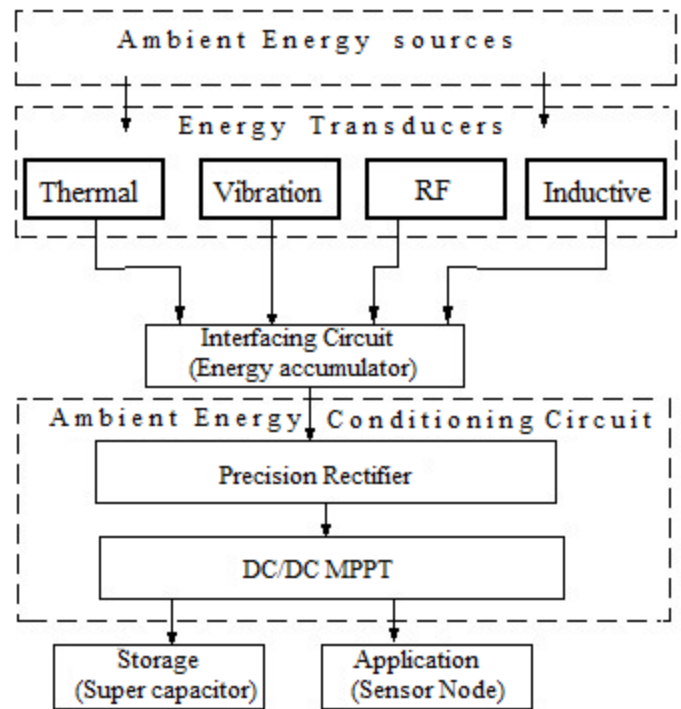 Ambient Energy sources
Energy Transducers
Thermal
Vibration
RF
Inductive
Interfacing Circuit
(Energy accumulator)
Ambient Energy Conditioning Circuit
Precision Rectifier
DC/DC MPPT
Storage
(Super capacitor)
Application
(Sensor Node)